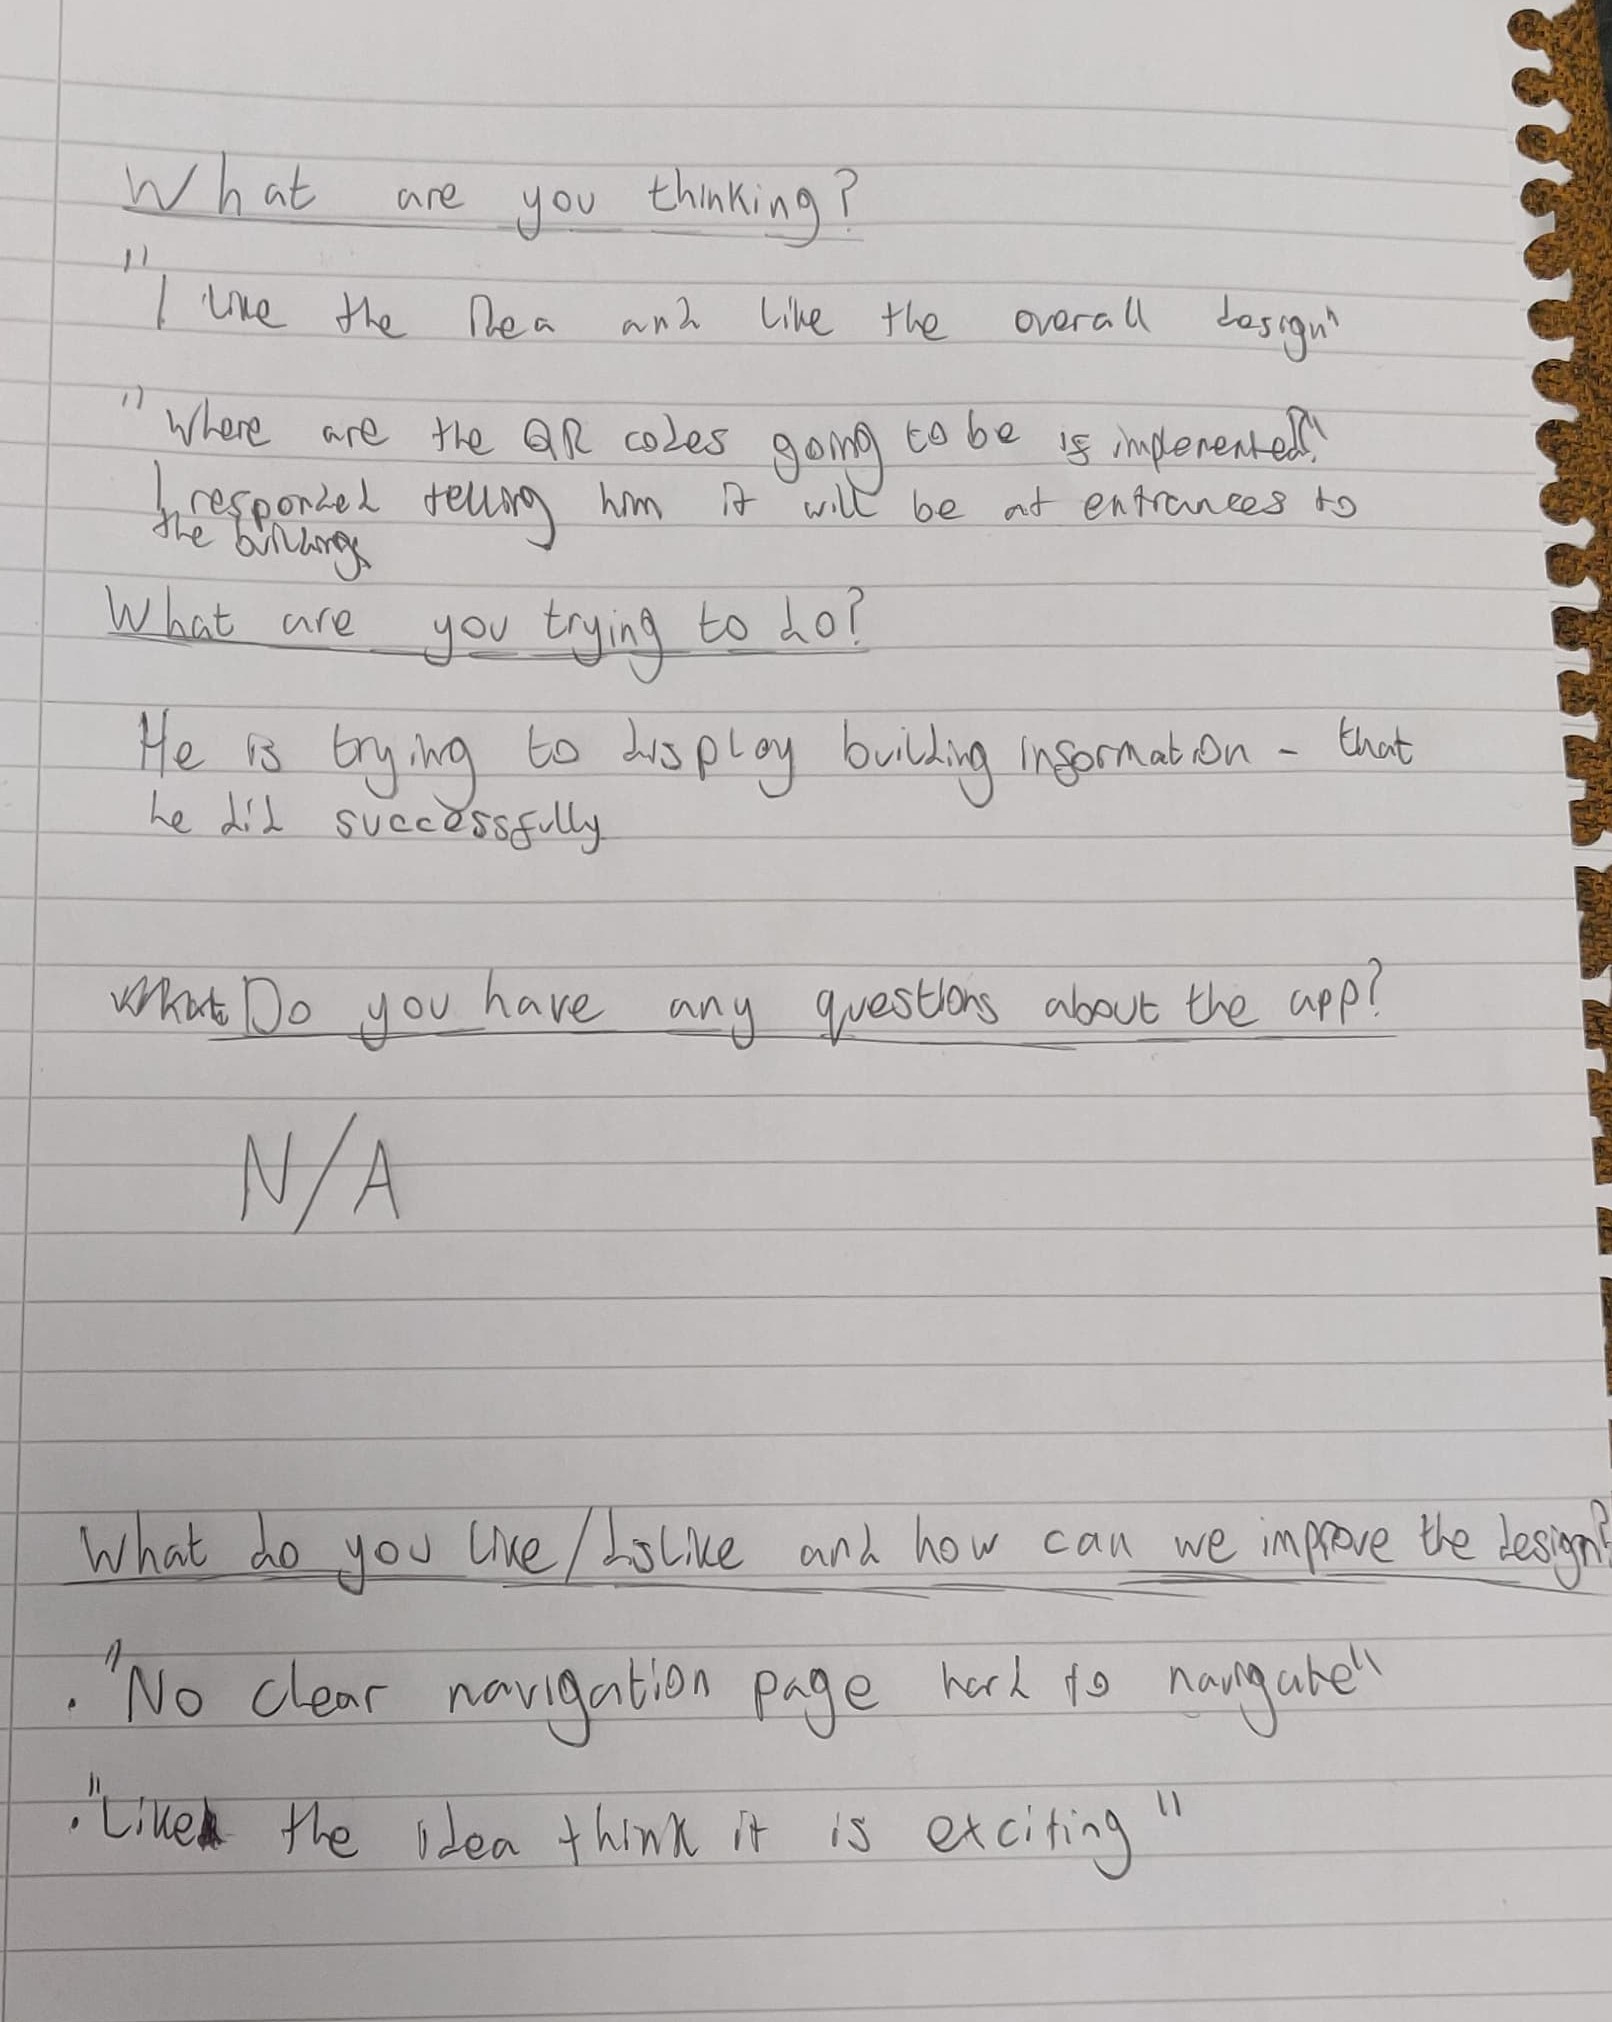 What are you thinking?
"I like the Idea and like the overall design"
"Where are the QR codes going to be is impemented?"
I responded telling him it will be at entrances to
the buildings
What are you trying to do?
He is trying to display building information - that
he did successfully
What Do you have any questions about the app?
N/A
What do you like/dislike and how can we improve the design?
. "No clear navigation page hard to navigate"
. "Like the idea think it is exciting"